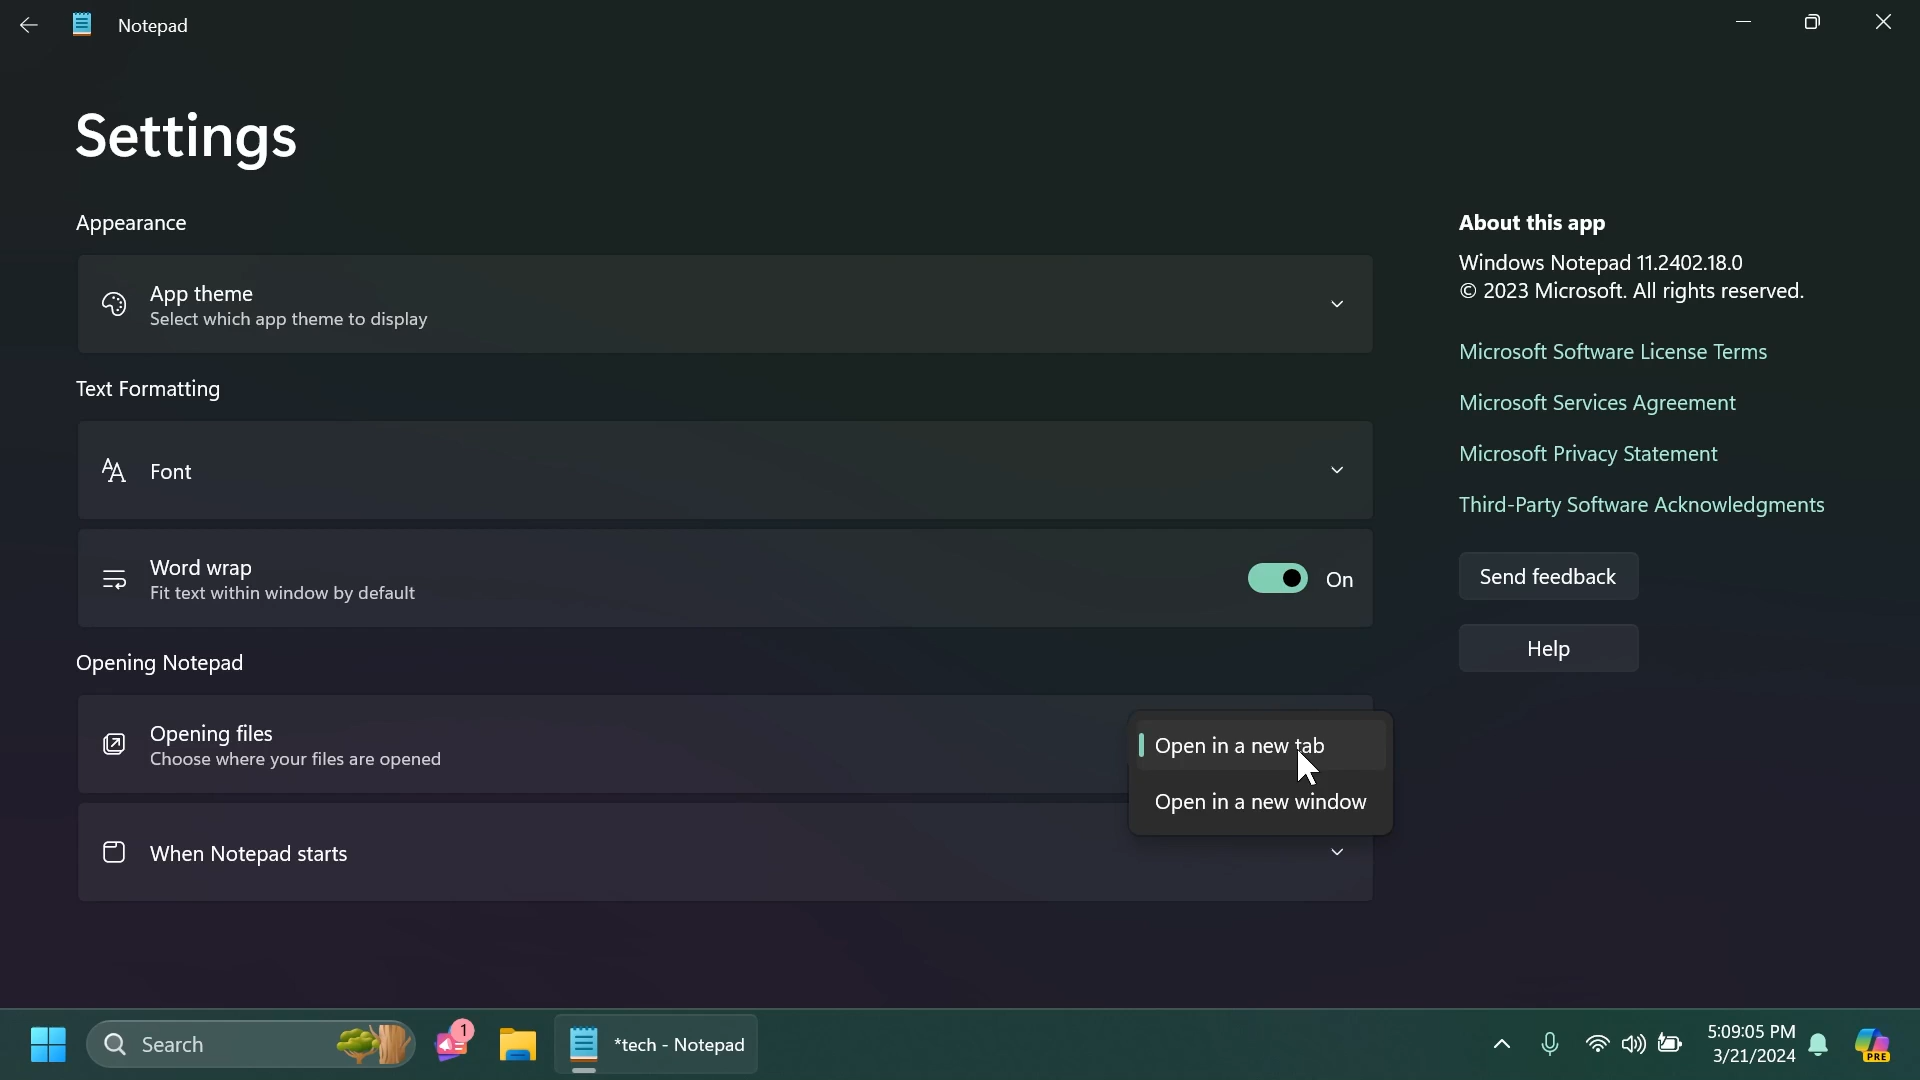 Notepad
Settings
Appearance
App theme
Select which app theme to display
Text Formatting
Font
Word wrap
Fit text within window by default
On
Opening Notepad
Opening files
Choose where your files are opened
Open in a new tab
Open in a new window
When Notepad starts
About this app
Windows Notepad 11.2402.18.0
© 2023 Microsoft. All rights reserved.
Microsoft Software License Terms
Microsoft Services Agreement
Microsoft Privacy Statement
Third-Party Software Acknowledgments
Send feedback
Help
Search
1
*tech - Notepad
5:09:05 PM
3/21/2024
PRE